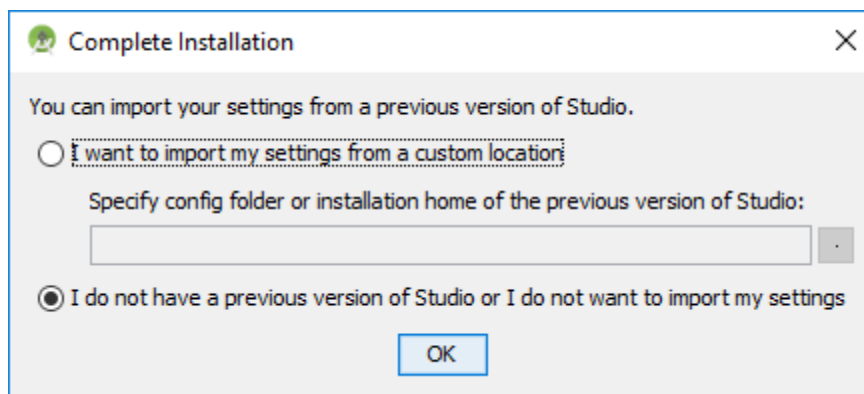 Complete Installation
You can import your settings from a previous version of Studio.
I want to import my settings from a custom location
Specify config folder or installation home of the previous version of Studio:
.
I do not have a previous version of Studio or I do not want to import my settings
OK